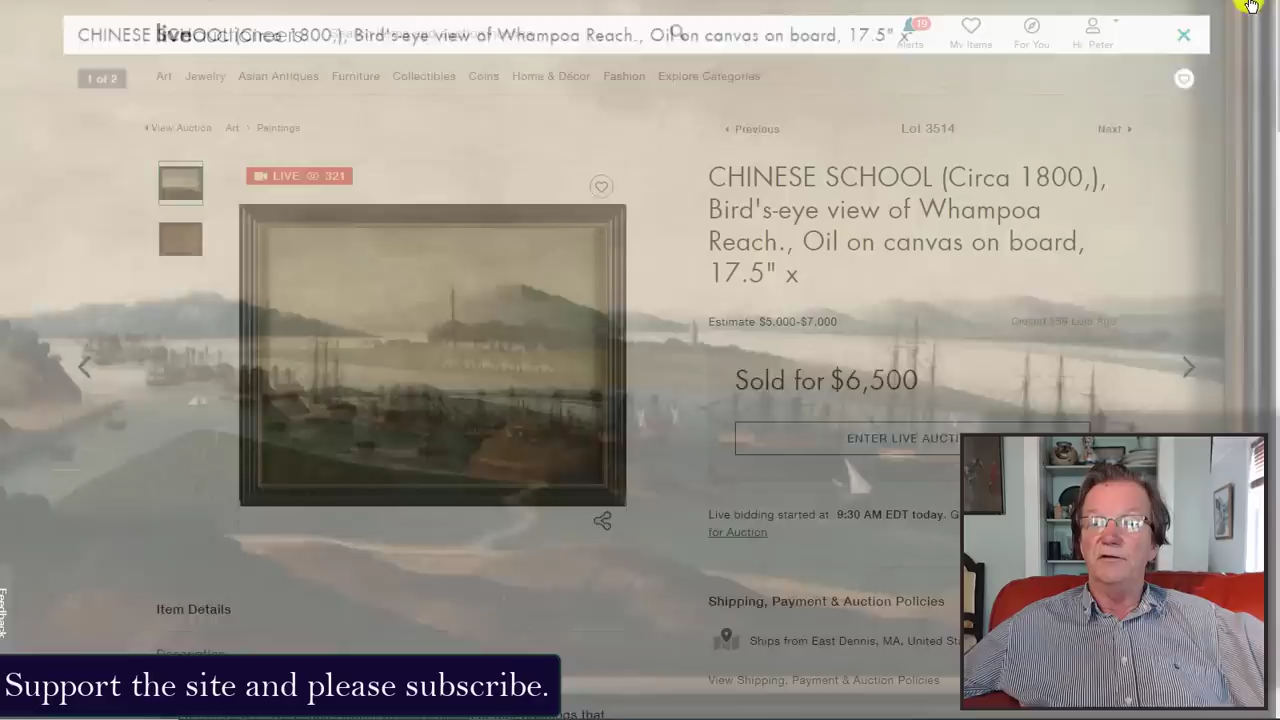 CHINESE SCHOOL (Circa 1800,), Bird's-eye view of Whampoa Reach., Oil on canvas on board, 17.5" x
liveauctioneers
19
Alerts
My Items
For You
Hi, Peter
1 of 2
Art Jewelry Asian Antiques Furniture Collectibles Coins Home & Décor Fashion Explore Categories
View Auction Art Paintings
Previous
Lot 3514
Next
LIVE 321
CHINESE SCHOOL (Circa 1800,),
Bird's-eye view of Whampoa
Reach., Oil on canvas on board,
17.5" x
Estimate $5,000-$7,000
Sold for $6,500
ENTER LIVE AUCTI
Live bidding started at 9:30 AM EDT today. G
for Auction
Item Details
Shipping, Payment & Auction Policies
Ships from East Dennis, MA, United St
Description
View Shipping, Payment & Auction Policies
Feedback
Support the site and please subscribe.